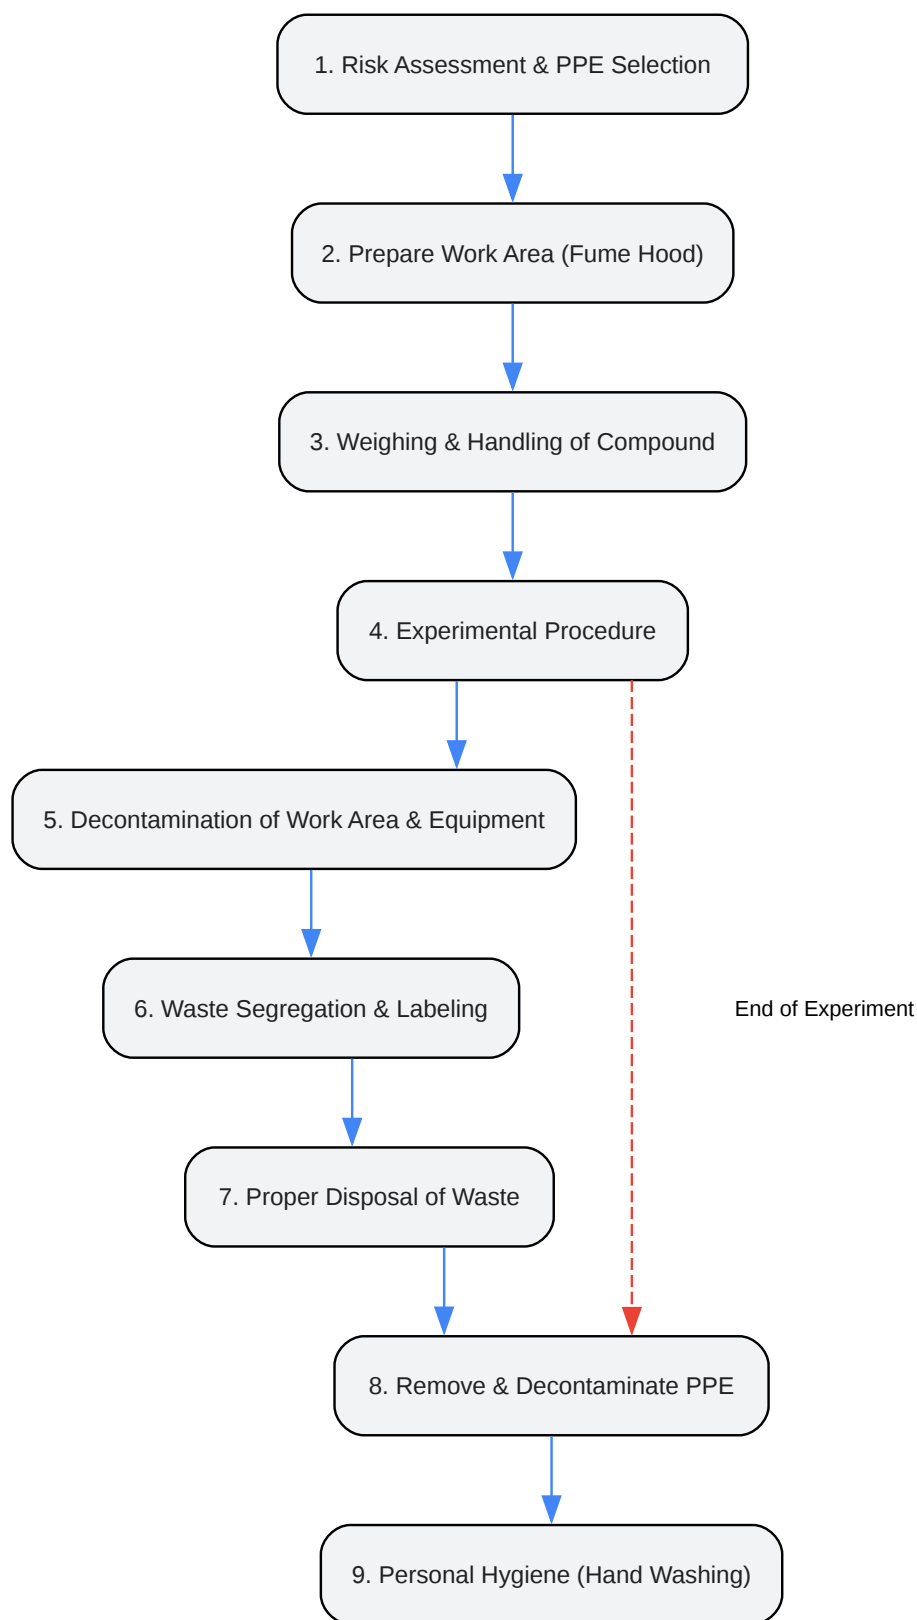 1. Risk Assessment & PPE Selection
2. Prepare Work Area (Fume Hood)
3. Weighing & Handling of Compound
4. Experimental Procedure
5. Decontamination of Work Area & Equipment
6. Waste Segregation & Labeling
End of Experiment
7. Proper Disposal of Waste
8. Remove & Decontaminate PPE
9. Personal Hygiene (Hand Washing)